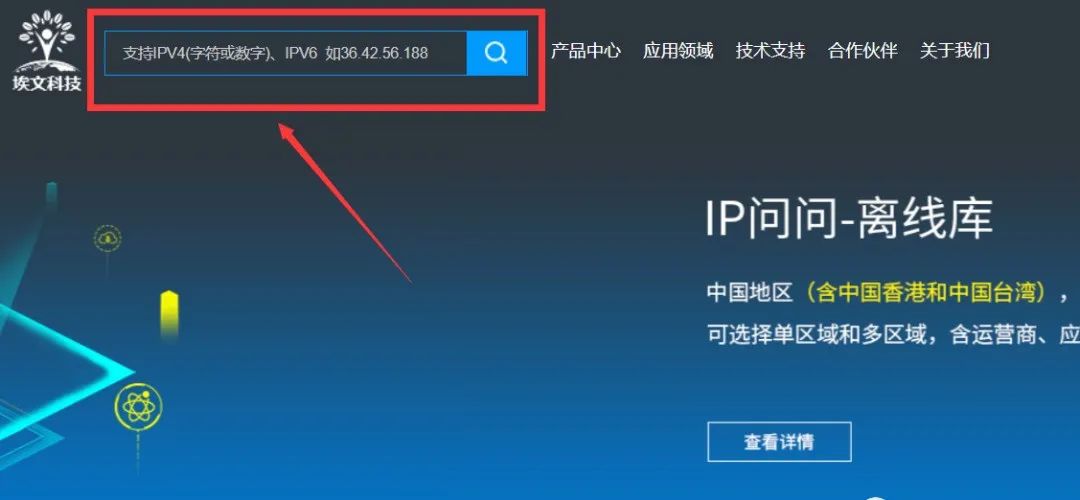 埃文科技
支持IPV4(字符或数字)、IPV6 如36.42.56.188
产品中心 应用领域 技术支持 合作伙伴 关于我们
IP问问-离线库
中国地区（含中国香港和中国台湾），
可选择单区域和多区域，含运营商、应
查看详情